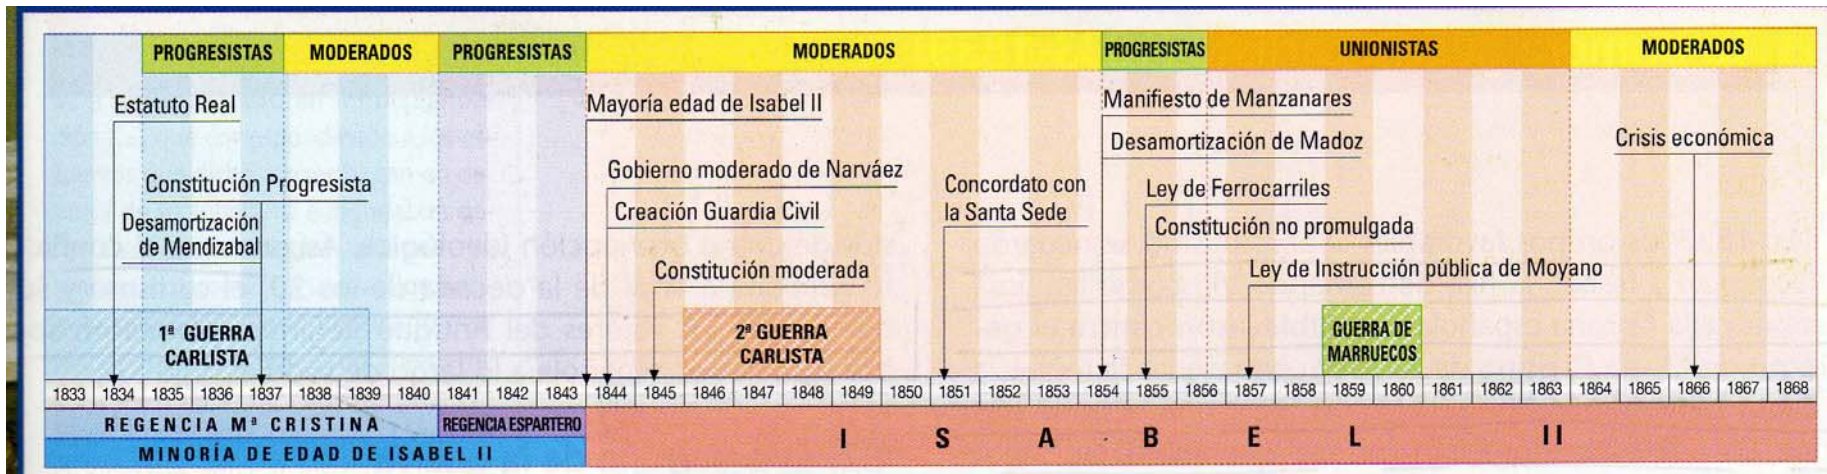 PROGRESISTAS MODERADOS PROGRESISTAS MODERADOS PROGRESISTAS UNIONISTAS MODERADOS
Estatuto Real
Mayoría edad de Isabel II
Manifiesto de Manzanares
Desamortización de Madoz
Crisis económica
Gobierno moderado de Narváez
Constitución Progresista
Concordato con
la Santa Sede
Ley de Ferrocarriles
Creación Guardia Civil
Desamortización
de Mendizabal
Constitución no promulgada
Constitución moderada
Ley de Instrucción pública de Moyano
1ª GUERRA
CARLISTA
2ª GUERRA
CARLISTA
GUERRA DE
MARRUECOS
1833 1834 1835 1836 1837 1838 1839 1840 1841 1842 1843 1844 1845 1846 1847 1848 1849 1850 1851 1852 1853 1854 1855 1856 1857 1858 1859 1860 1861 1862 1863 1864 1865 1866 1867 1868
REGENCIA Mª CRISTINA REGENCIA ESPARTERO
ISABEL II
MINORÍA DE EDAD DE ISABEL II